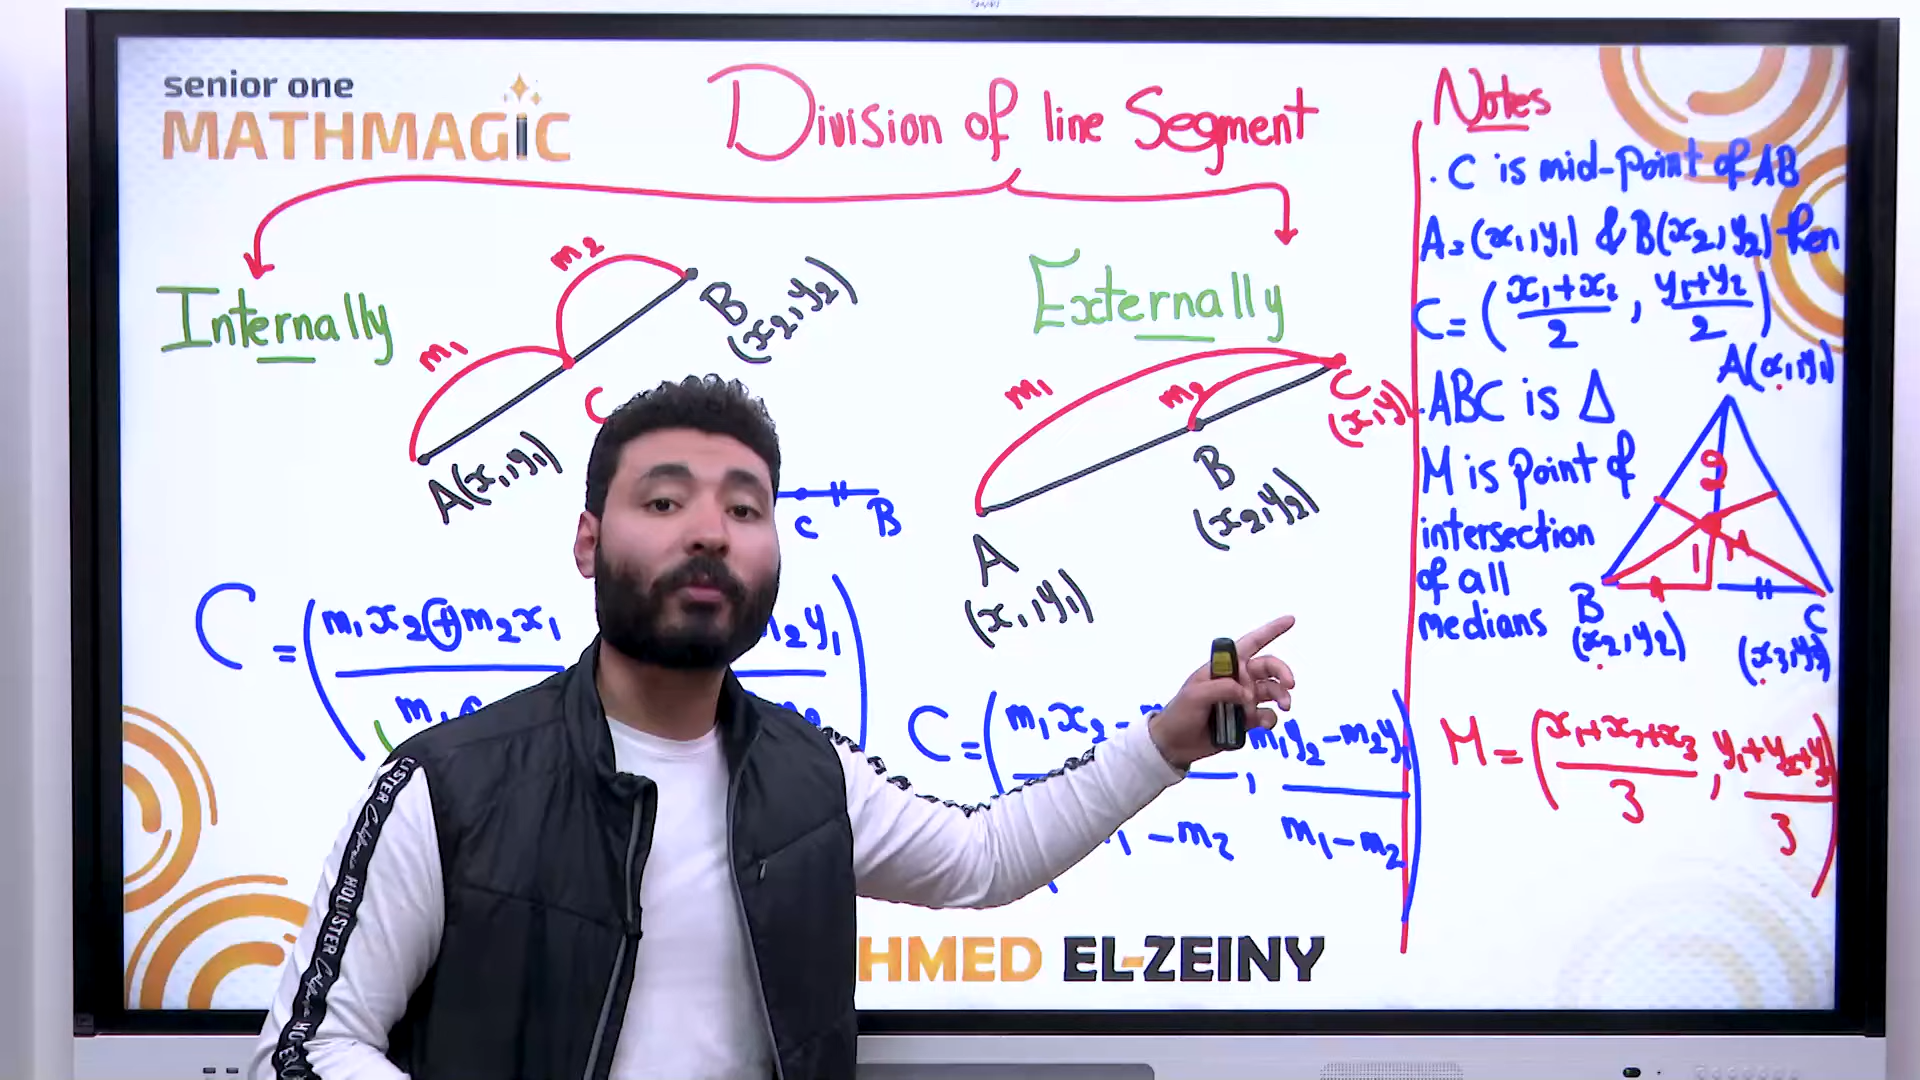 senior one
MATHMAGIC
Division of line Segment
Internally
m₁
m₂
B
(x₂,y₂)
C
A(x₁,y₁)
c
B
C = (m₁x₂+m₂x₁
m₂y₁)
Externally
m₁
m₂
C
(x,y)
B
(x₂,y₂)
A
(x₁,y₁)
C=(m₁x₂-
, m₁y₂-m₂y₁)
-m₂
m₁-m₂
Notes
. C is mid-point of AB
A=(x₁,y₁) & B(x₂,y₂) then
C=(x₁+x₂/2, y₁+y₂/2)
A(x₁,y₁)
.ABC is Δ
M is point of
intersection
of all
medians
2
1
M
B
(x₂,y₂)
C
(x₃,y₃)
M=(x₁+x₂+x₃/3, y₁+y₂+y₃/3)
HMED EL-ZEINY
HOLLISTER